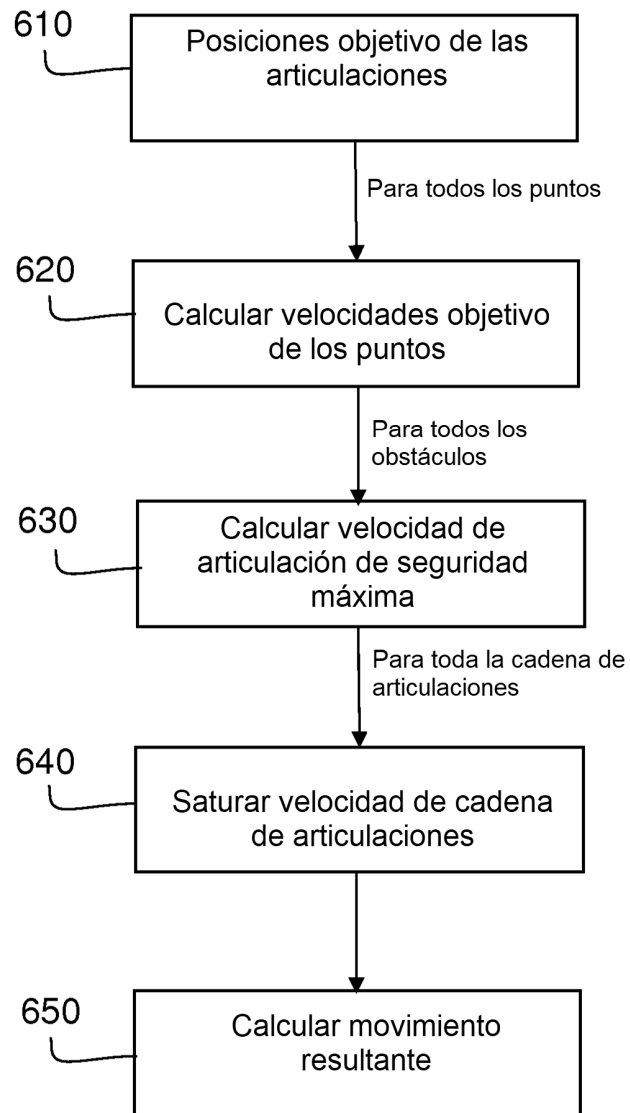 610
Posiciones objetivo de las
articulaciones
Para todos los puntos
620
Calcular velocidades objetivo
de los puntos
Para todos los
obstáculos
630
Calcular velocidad de
articulación de seguridad
máxima
Para toda la cadena de
articulaciones
640
Saturar velocidad de cadena
de articulaciones
650
Calcular movimiento
resultante